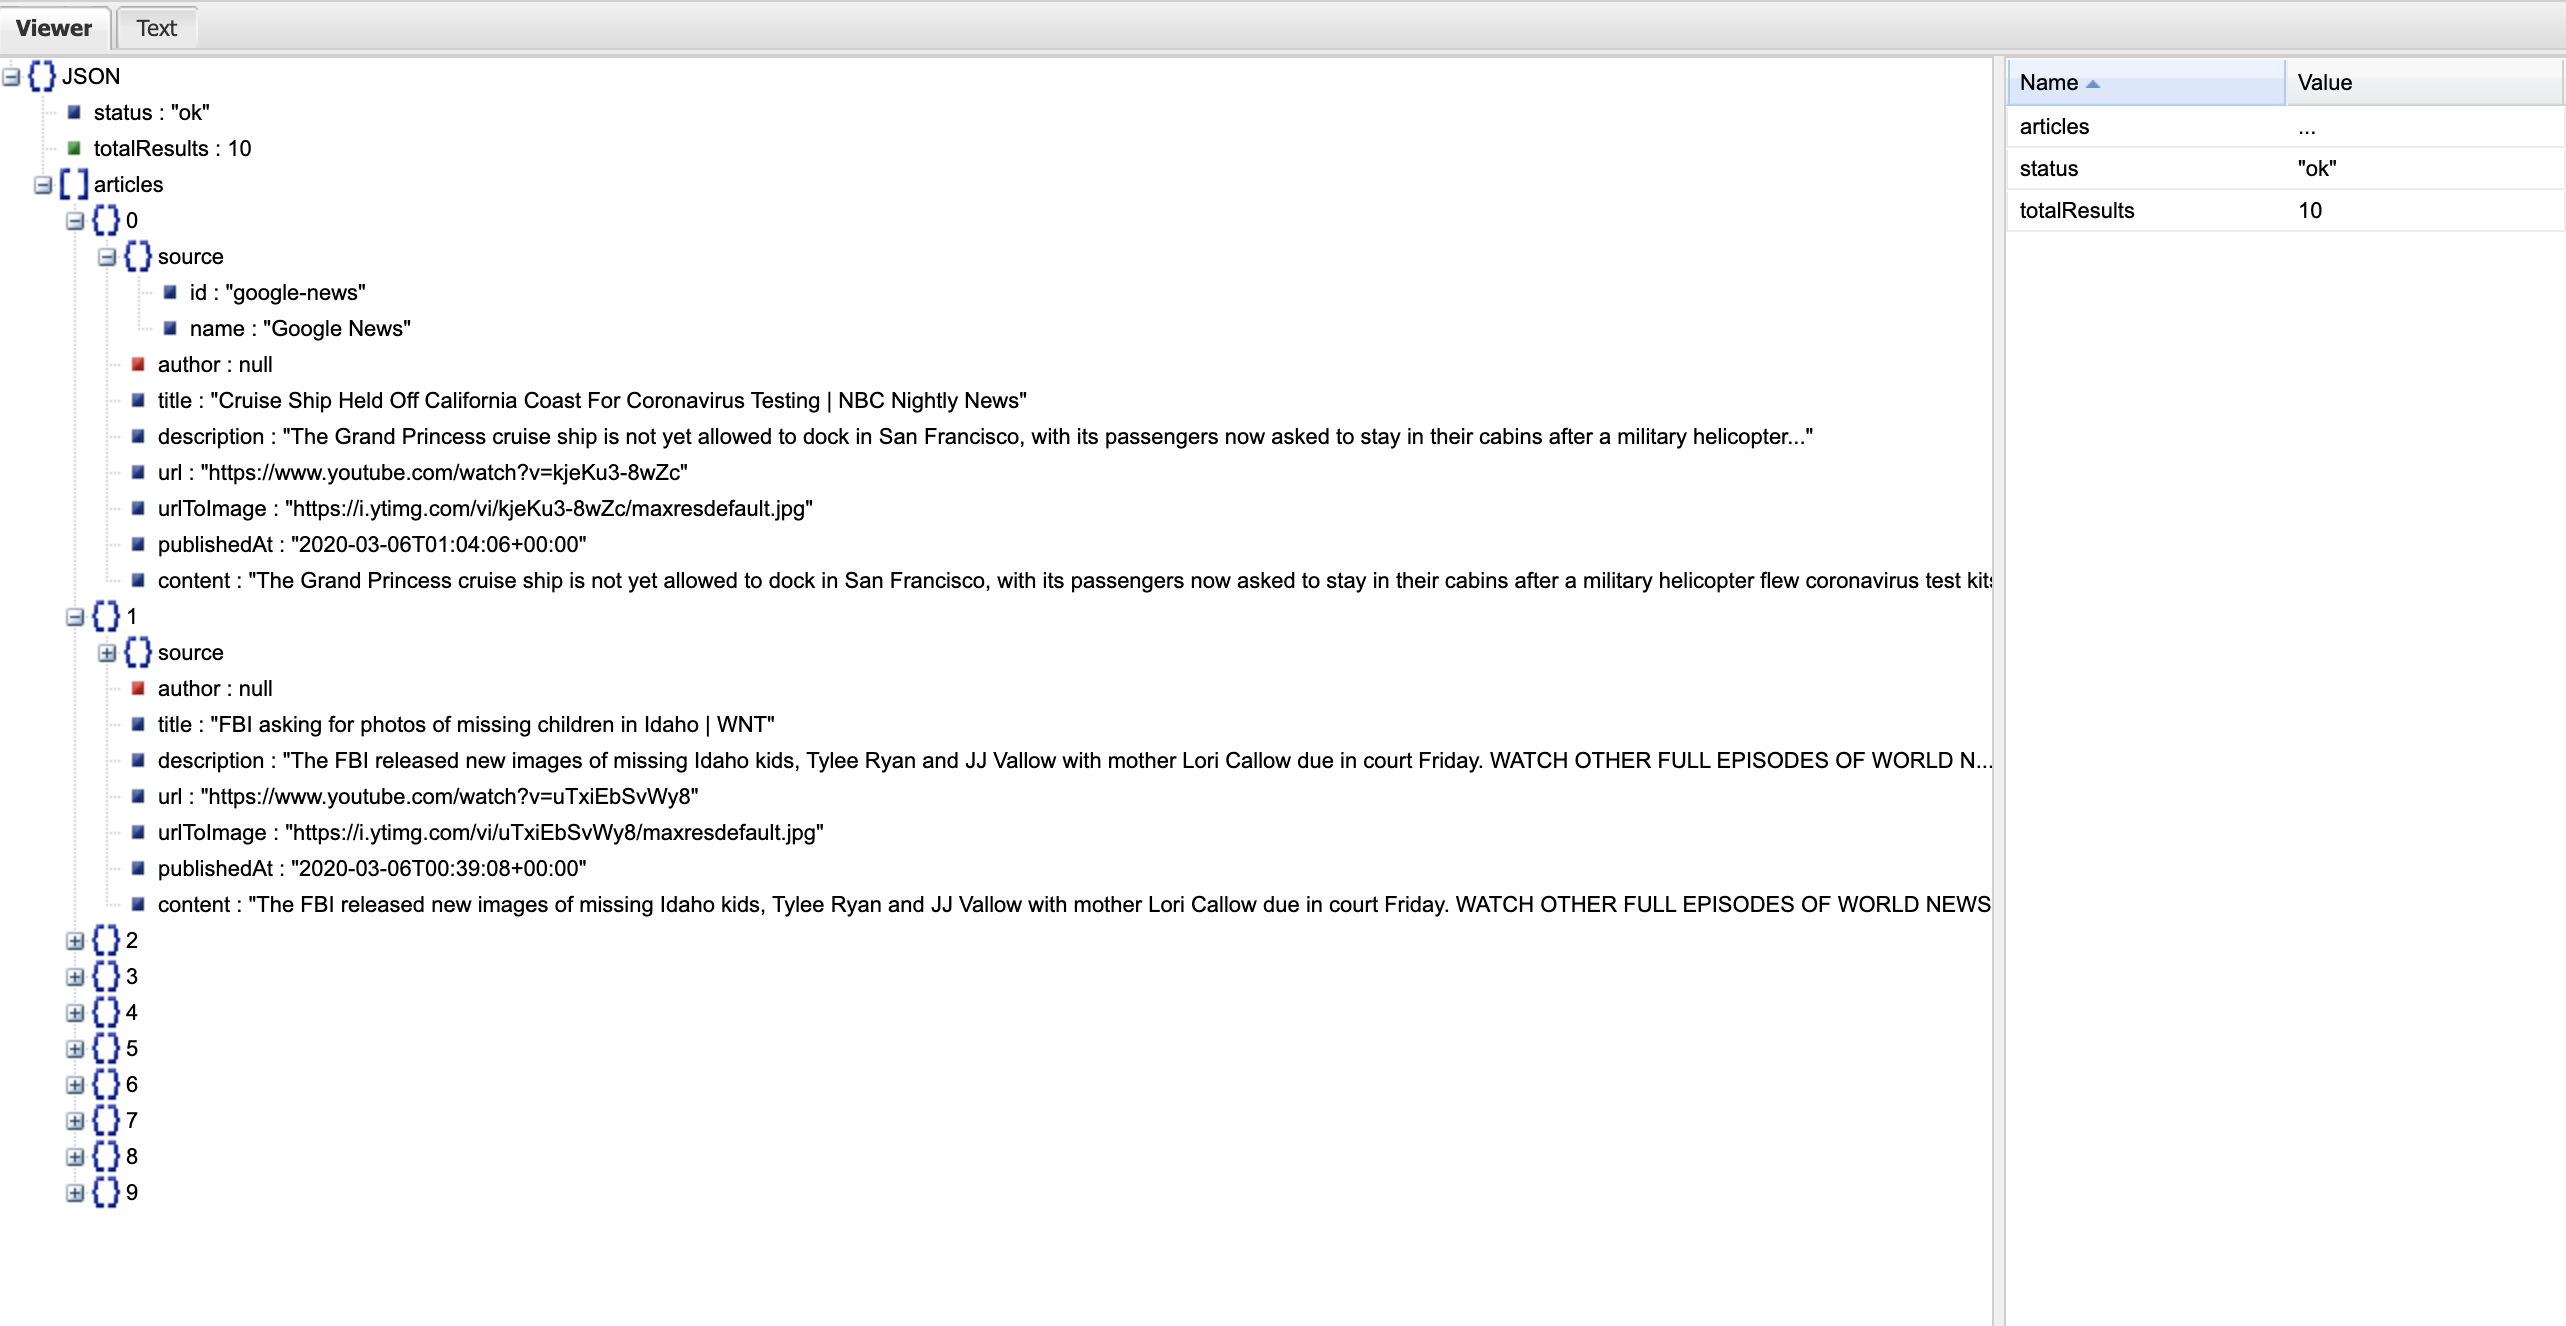 Viewer Text
JSON
status : "ok"
totalResults : 10
articles
0
source
id : "google-news"
name : "Google News"
author : null
title : "Cruise Ship Held Off California Coast For Coronavirus Testing | NBC Nightly News"
description : "The Grand Princess cruise ship is not yet allowed to dock in San Francisco, with its passengers now asked to stay in their cabins after a military helicopter..."
url : "https://www.youtube.com/watch?v=kjeKu3-8wZc"
urlToImage : "https://i.ytimg.com/vi/kjeKu3-8wZc/maxresdefault.jpg"
publishedAt : "2020-03-06T01:04:06+00:00"
content : "The Grand Princess cruise ship is not yet allowed to dock in San Francisco, with its passengers now asked to stay in their cabins after a military helicopter flew coronavirus test kits
1
source
author : null
title : "FBI asking for photos of missing children in Idaho | WNT"
description : "The FBI released new images of missing Idaho kids, Tylee Ryan and JJ Vallow with mother Lori Callow due in court Friday. WATCH OTHER FULL EPISODES OF WORLD N...
url : "https://www.youtube.com/watch?v=uTxiEbSvWy8"
urlToImage : "https://i.ytimg.com/vi/uTxiEbSvWy8/maxresdefault.jpg"
publishedAt : "2020-03-06T00:39:08+00:00"
content : "The FBI released new images of missing Idaho kids, Tylee Ryan and JJ Vallow with mother Lori Callow due in court Friday. WATCH OTHER FULL EPISODES OF WORLD NEWS
2
3
4
5
6
7
8
9
Name Value
articles ...
status "ok"
totalResults 10